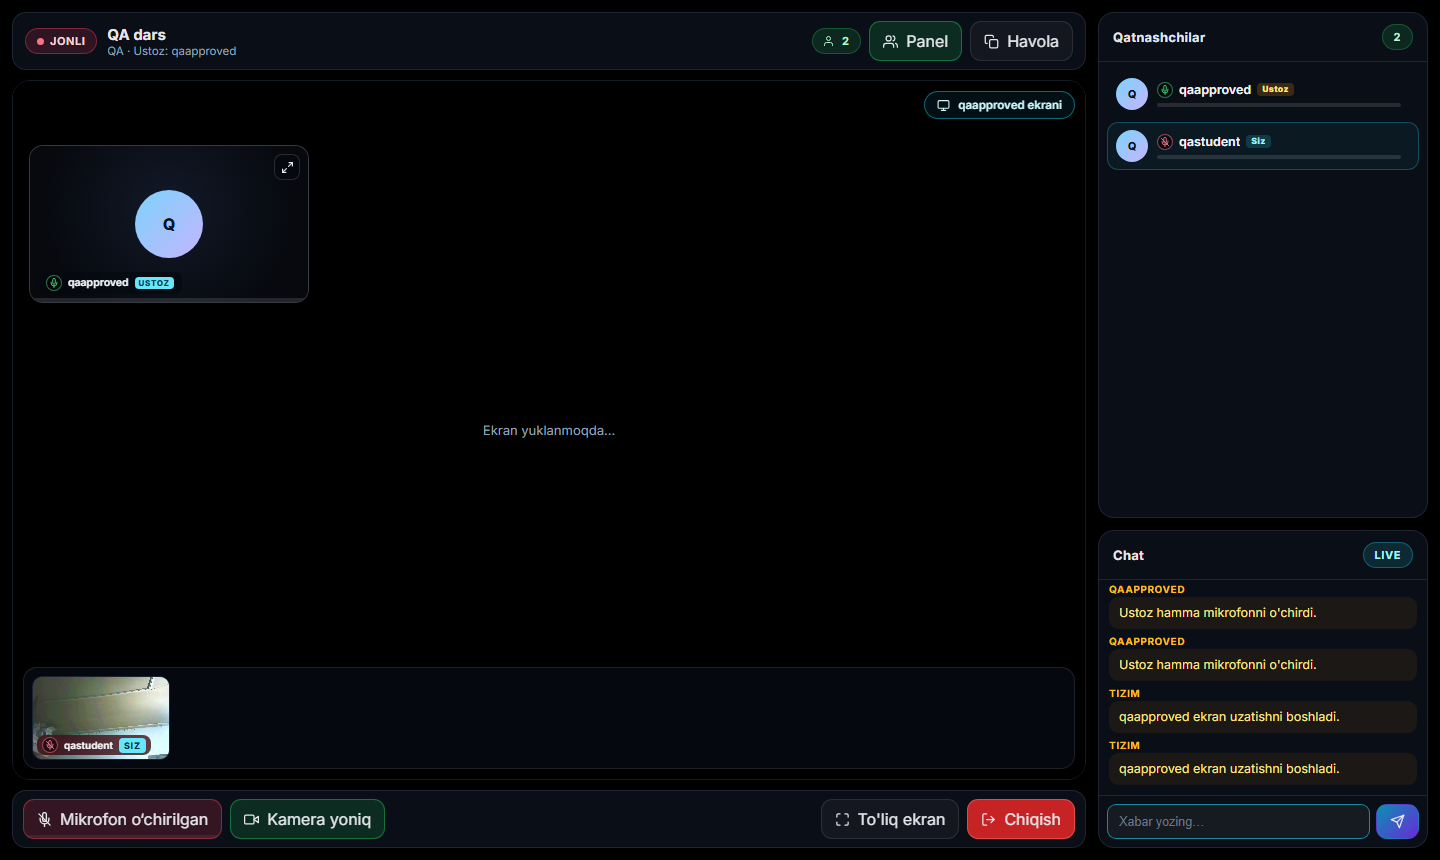 JONLI
QA dars
QA · Ustoz: qaapproved
2
Panel
Havola
qaapproved ekrani
Q
qaapproved USTOZ
Ekran yuklanmoqda...
qastudent SIZ
Mikrofon o‘chirilgan
Kamera yoniq
To'liq ekran
Chiqish
Qatnashchilar
2
Q
qaapproved Ustoz
Q
qastudent Siz
Chat
LIVE
QAAPPROVED
Ustoz hamma mikrofonni o'chirdi.
QAAPPROVED
Ustoz hamma mikrofonni o'chirdi.
TIZIM
qaapproved ekran uzatishni boshladi.
TIZIM
qaapproved ekran uzatishni boshladi.
Xabar yozing...